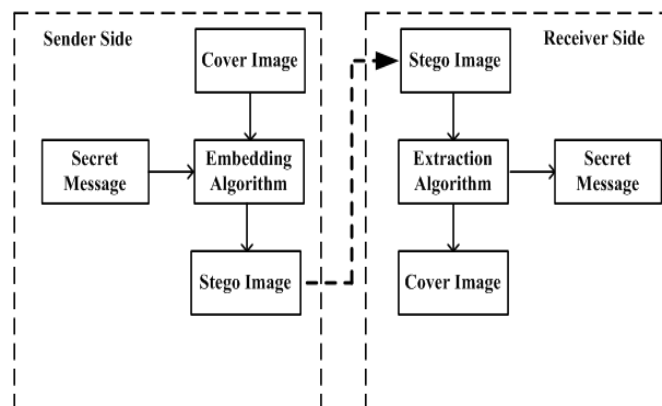 Sender Side
Cover Image
Secret
Message
Embedding
Algorithm
Stego Image
Receiver Side
Stego Image
Extraction
Algorithm
Secret
Message
Cover Image